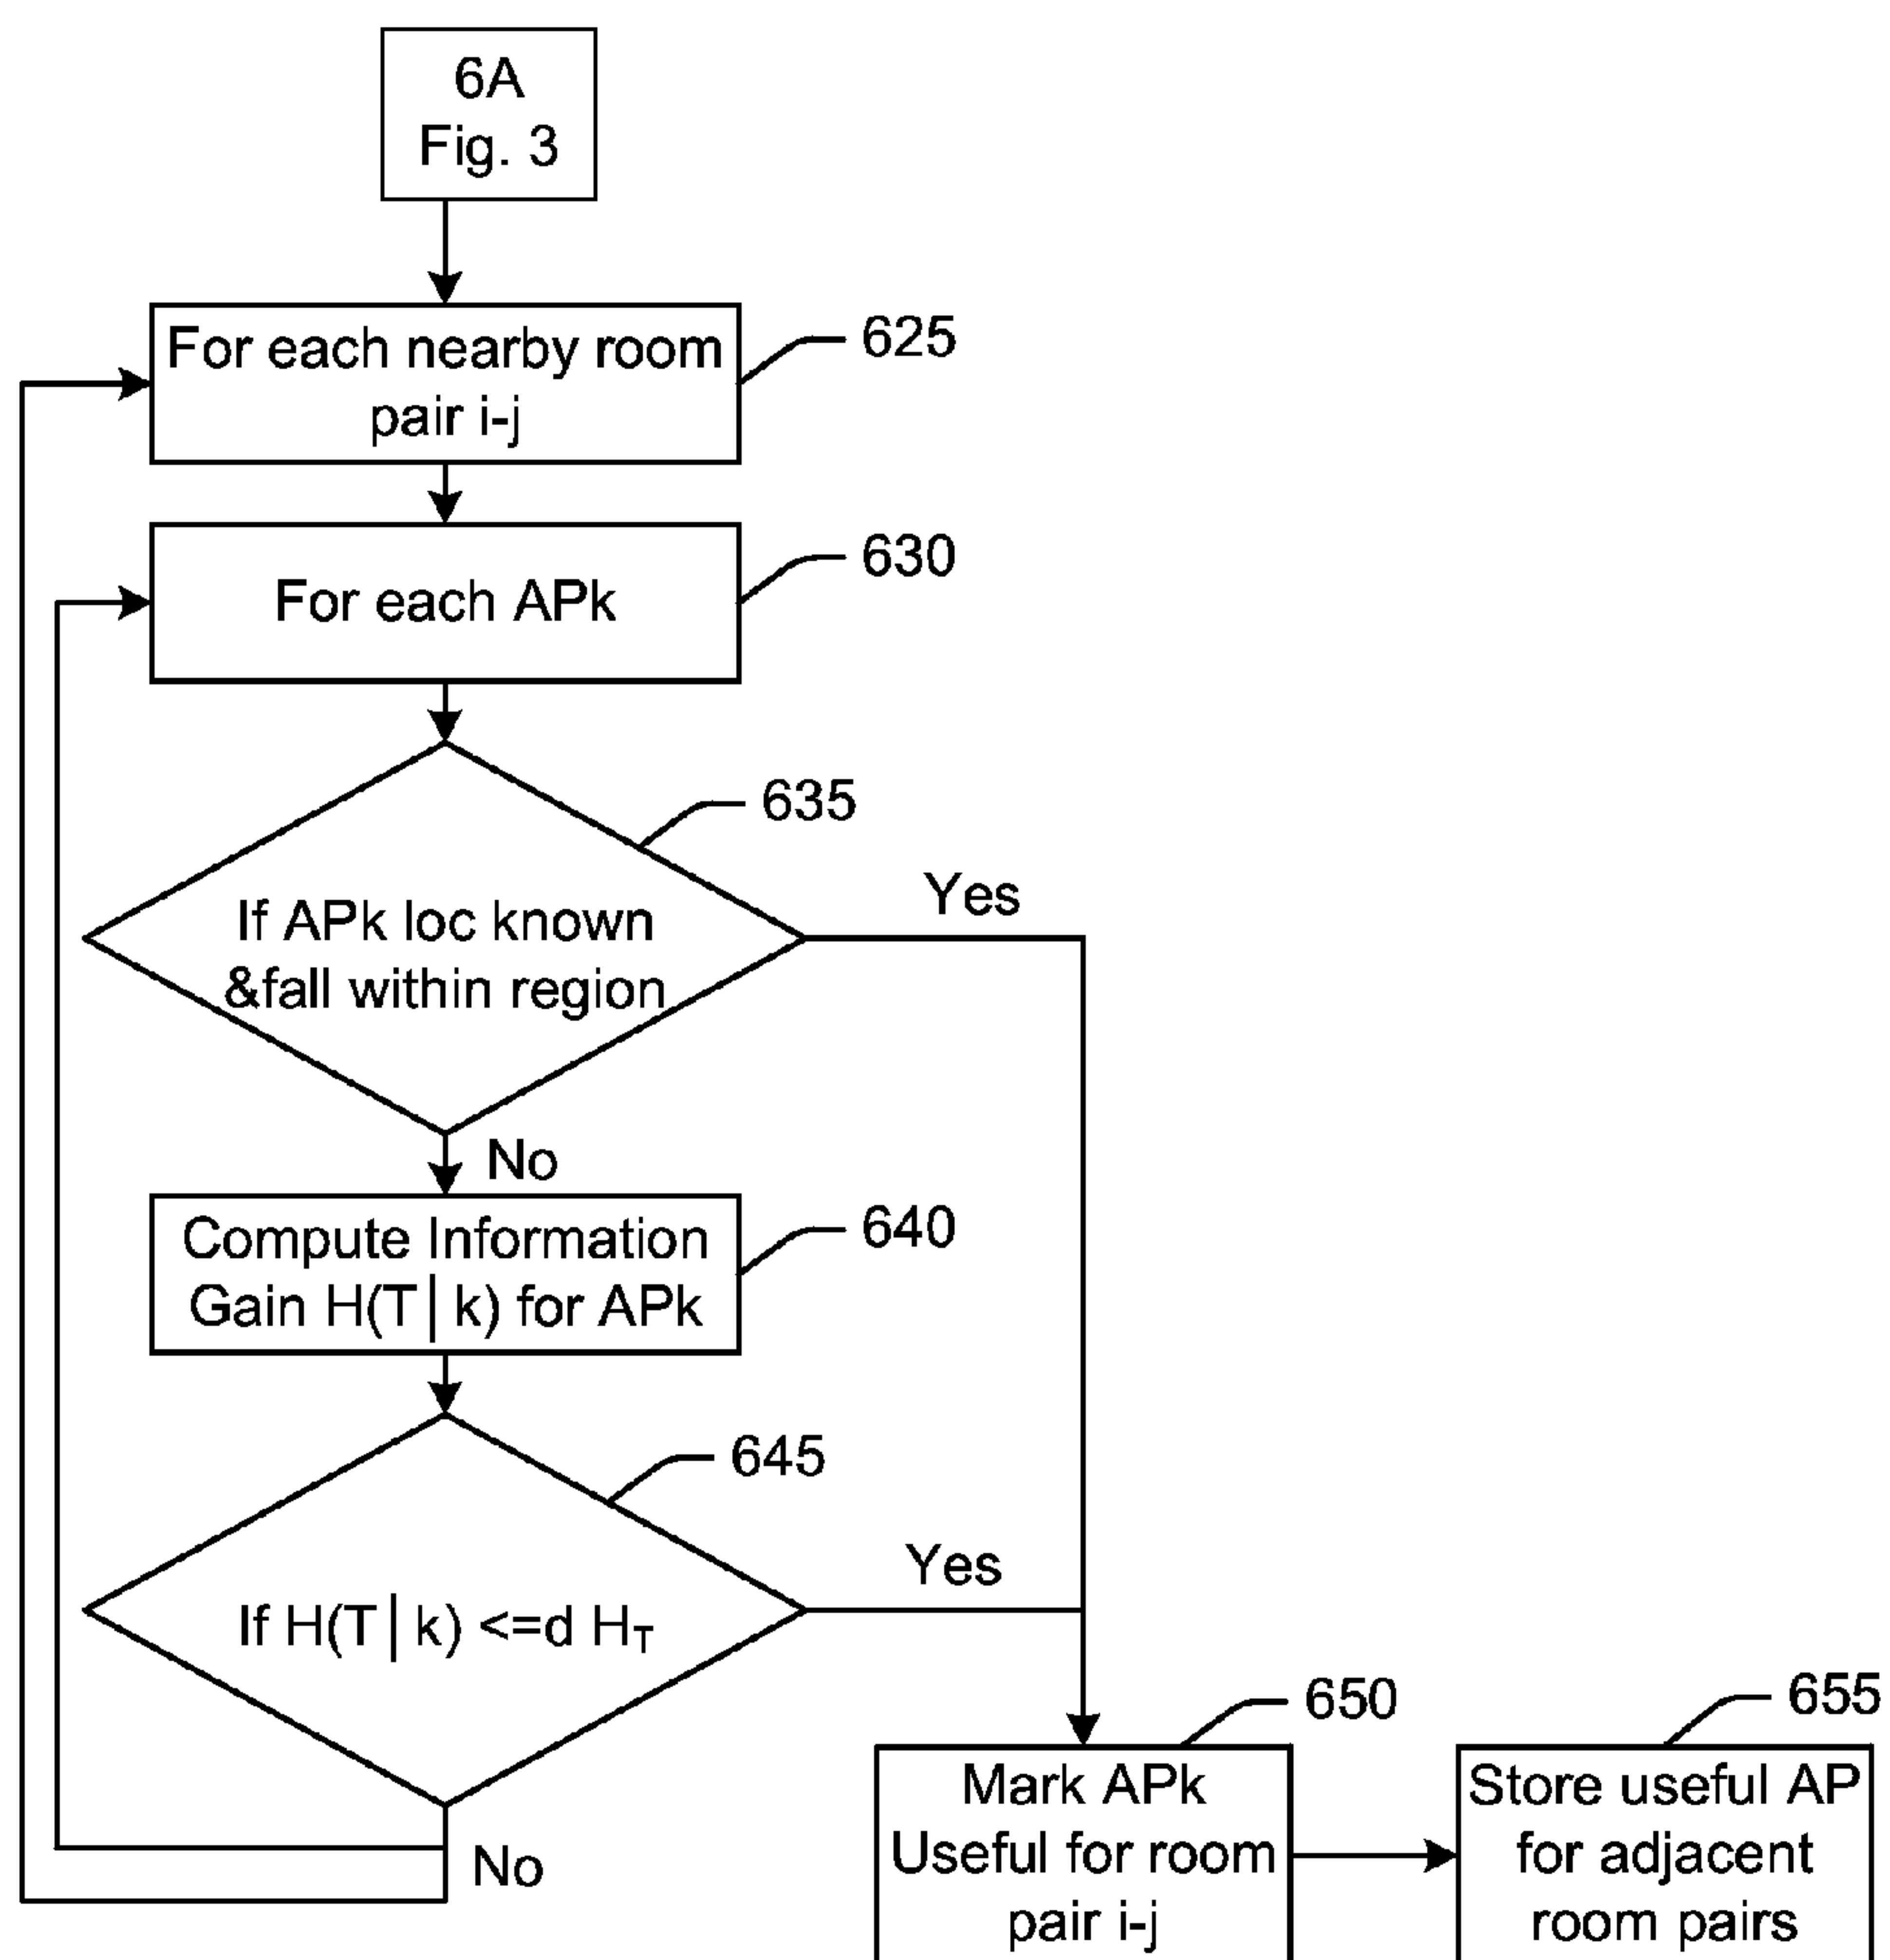 6A
Fig. 3
For each nearby room
pair i-j
625
For each APk
630
635
If APk loc known
&fall within region
Yes
No
Compute Information
Gain H(T|k) for APk
640
645
If H(T|k) <=d H_T
Yes
No
650
Mark APk
Useful for room
pair i-j
655
Store useful AP
for adjacent
room pairs